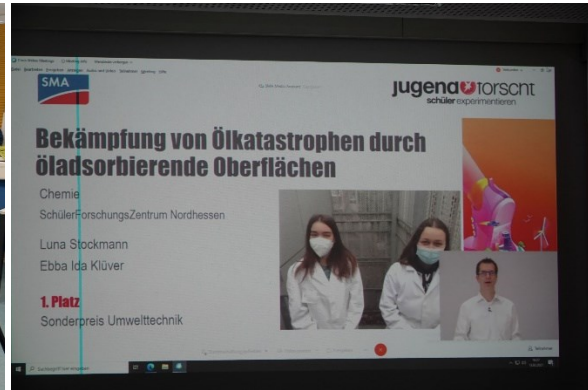 SMA
jugend forscht
schüler experimentieren
Bekämpfung von Ölkatastrophen durch
öladsorbierende Oberflächen
Chemie
SchülerForschungsZentrum Nordhessen
Luna Stockmann
Ebba Ida Klüver
1. Platz
Sonderpreis Umwelttechnik